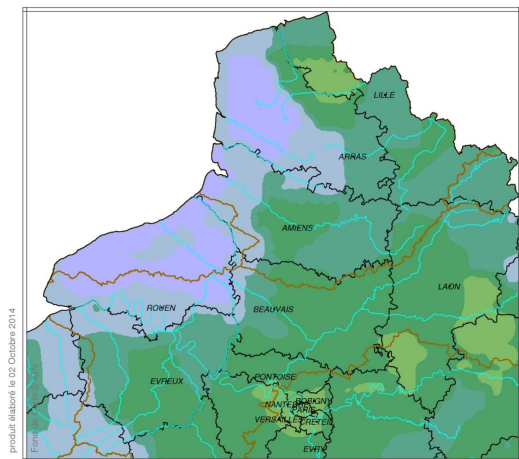 LILLE
ARRAS
AMIENS
LAON
ROUEN
BEAUVAIS
EVREUX
PONTOISE
BOBIGNY
NANTERRE
PARIS
VERSAILLES
CRETEIL
EVRY
produit élaboré le 02 Octobre 2014